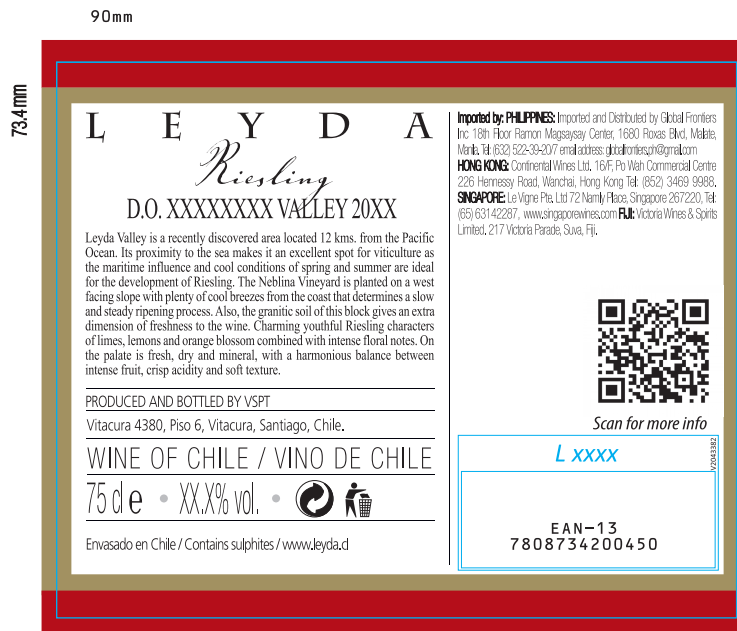 90mm
73.4mm
LEYDA
Riesling
D.O. XXXXXXXX VALLEY 20XX
Leyda Valley is a recently discovered area located 12 kms. from the Pacific
Ocean. Its proximity to the sea makes it an excellent spot for viticulture as
the maritime influence and cool conditions of spring and summer are ideal
for the development of Riesling. The Neblina Vineyard is planted on a west
facing slope with plenty of cool breezes from the coast that determines a slow
and steady ripening process. Also, the granitic soil of this block gives an extra
dimension of freshness to the wine. Charming youthful Riesling characters
of limes, lemons and orange blossom combined with intense floral notes. On
the palate is fresh, dry and mineral, with a harmonious balance between
intense fruit, crisp acidity and soft texture.
PRODUCED AND BOTTLED BY VSPT
Vitacura 4380, Piso 6, Vitacura, Santiago, Chile.
WINE OF CHILE / VINO DE CHILE
75 cl e • XX.X% vol. •
Envasado en Chile / Contains sulphites / www.leyda.cl
Imported by: PHILIPPINES: Imported and Distributed by Global Frontiers
Inc 18th Floor Ramon Magsaysay Center, 1680 Roxas Blvd, Malate,
Manila. Tel: (632) 522-39-20/7 email address: globalfrontiers.ph@gmail.com
HONG KONG: Continental Wines Ltd. 16/F, Po Wah Commercial Centre
226 Hennessy Road, Wanchai, Hong Kong Tel: (852) 3469 9988.
SINGAPORE: Le Vigne Pte. Ltd 72 Namly Place, Singapore 267220, Tel:
(65) 63142287, www.singaporewines.com FIJI: Victoria Wines & Spirits
Limited. 217 Victoria Parade, Suva, Fiji.
Scan for more info
L xxxx
V2043382
EAN-13
7808734200450